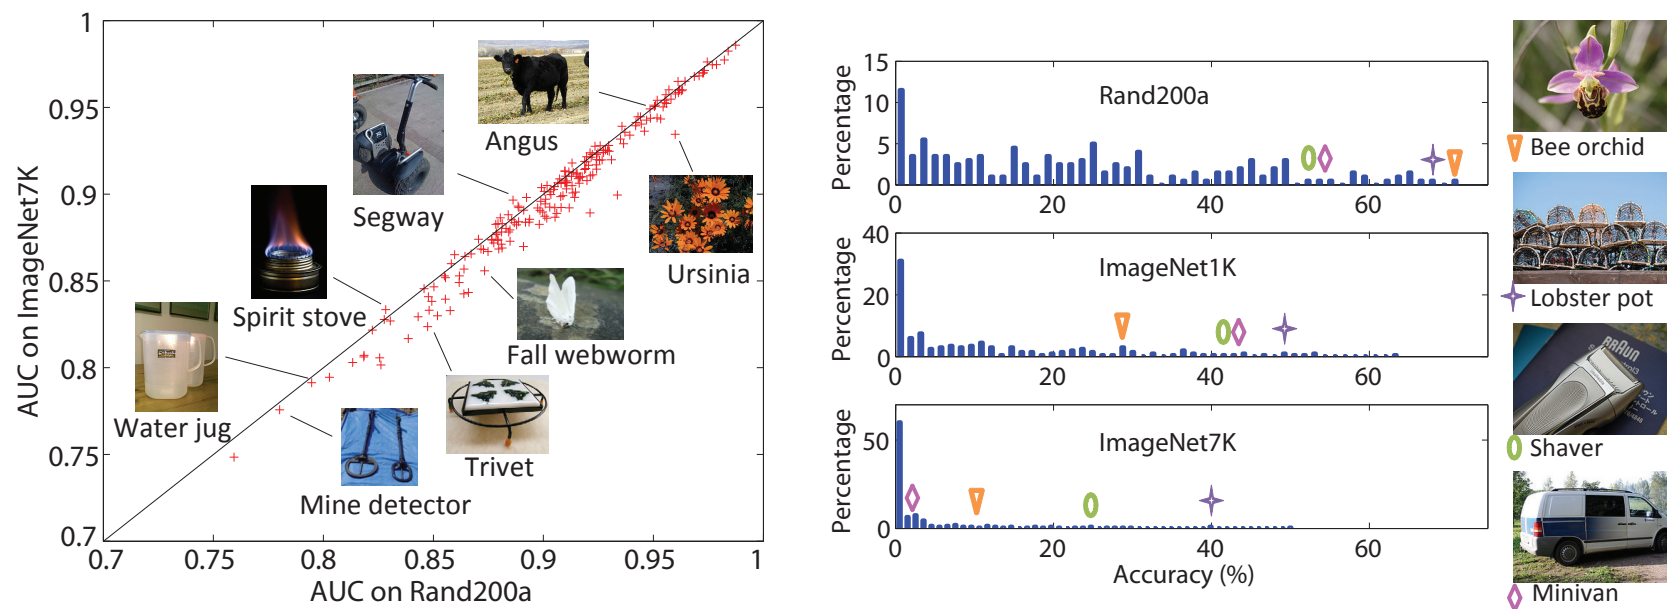 1
0.95
0.9
0.85
0.8
0.75
0.7
AUC on ImageNet7K
0.7
0.75
0.8
0.85
0.9
0.95
1
AUC on Rand200a
Angus
Segway
Ursinia
Spirit stove
Fall webworm
Water jug
Trivet
Mine detector
15
10
5
0
Percentage
Rand200a
0
20
40
60
40
20
0
Percentage
ImageNet1K
0
20
40
60
50
0
Percentage
ImageNet7K
0
20
40
60
Accuracy (%)
Bee orchid
Lobster pot
BRAUN
Shaver
Minivan